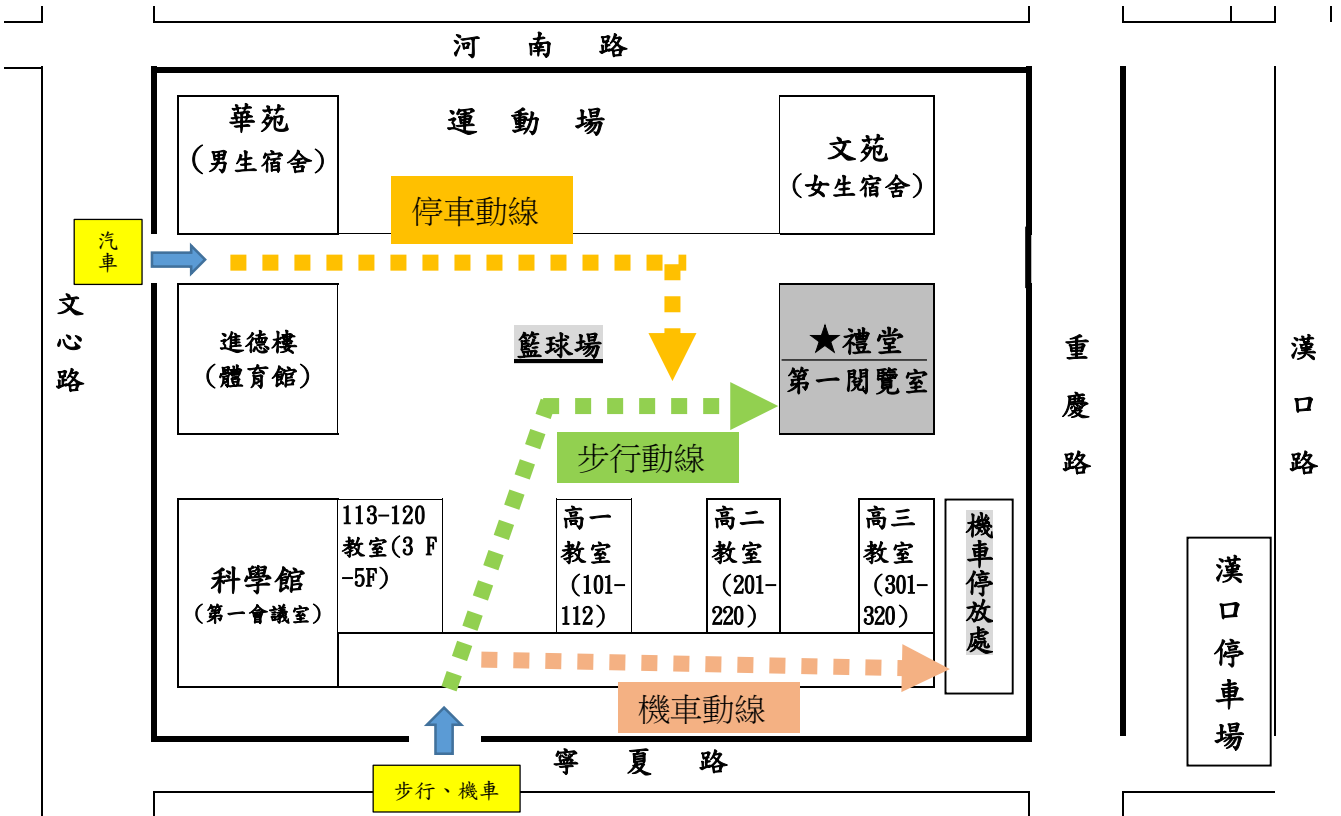 河南路
華苑
（男生宿舍）
運動場
文苑
（女生宿舍）
停車動線
汽
車
文
心
路
進德樓
（體育館）
籃球場
★禮堂
第一閱覽室
重
慶
路
漢
口
路
步行動線
科學館
（第一會議室）
113-120
教室(3 F
-5F)
高一
教室
（101-
112）
高二
教室
（201-
220）
高三
教室
（301-
320）
機
車
停
放
處
漢
口
停
車
場
機車動線
寧夏路
步行、機車